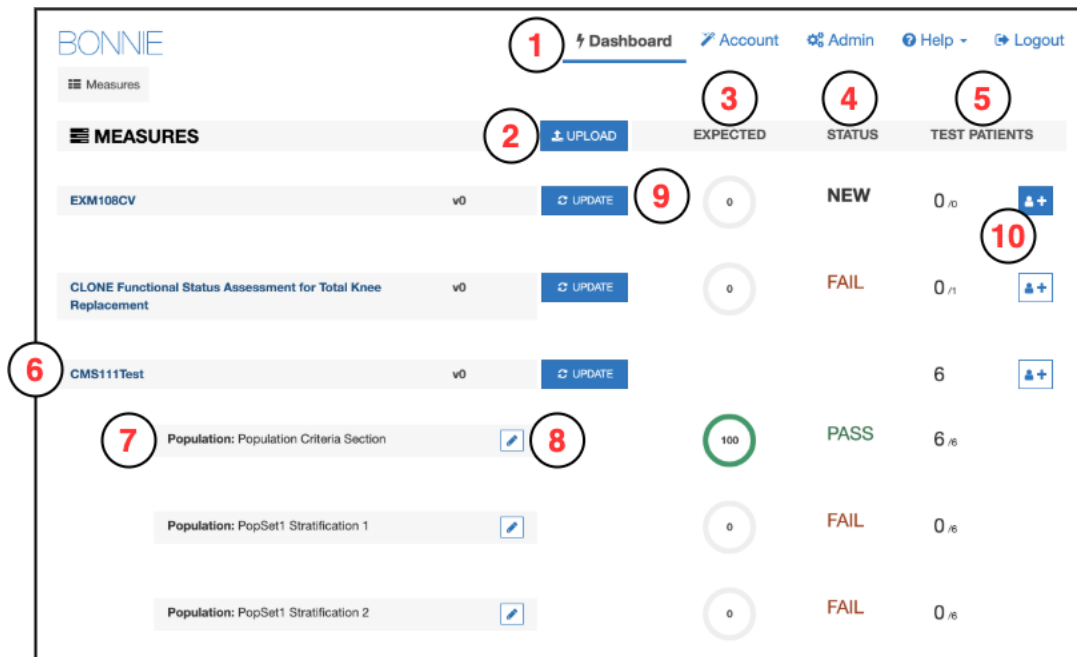 BONNIE
1 Dashboard Account Admin Help Logout
Measures
3 4 5
MEASURES 2 UPLOAD EXPECTED STATUS TEST PATIENTS
EXM108CV v0 UPDATE 9 0 NEW 0 /0
10
CLONE Functional Status Assessment for Total Knee v0 UPDATE 0 FAIL 0 /1
Replacement
6 CMS111Test v0 UPDATE 6
7 Population: Population Criteria Section 8 100 PASS 6 /6
Population: PopSet1 Stratification 1 0 FAIL 0 /6
Population: PopSet1 Stratification 2 0 FAIL 0 /6